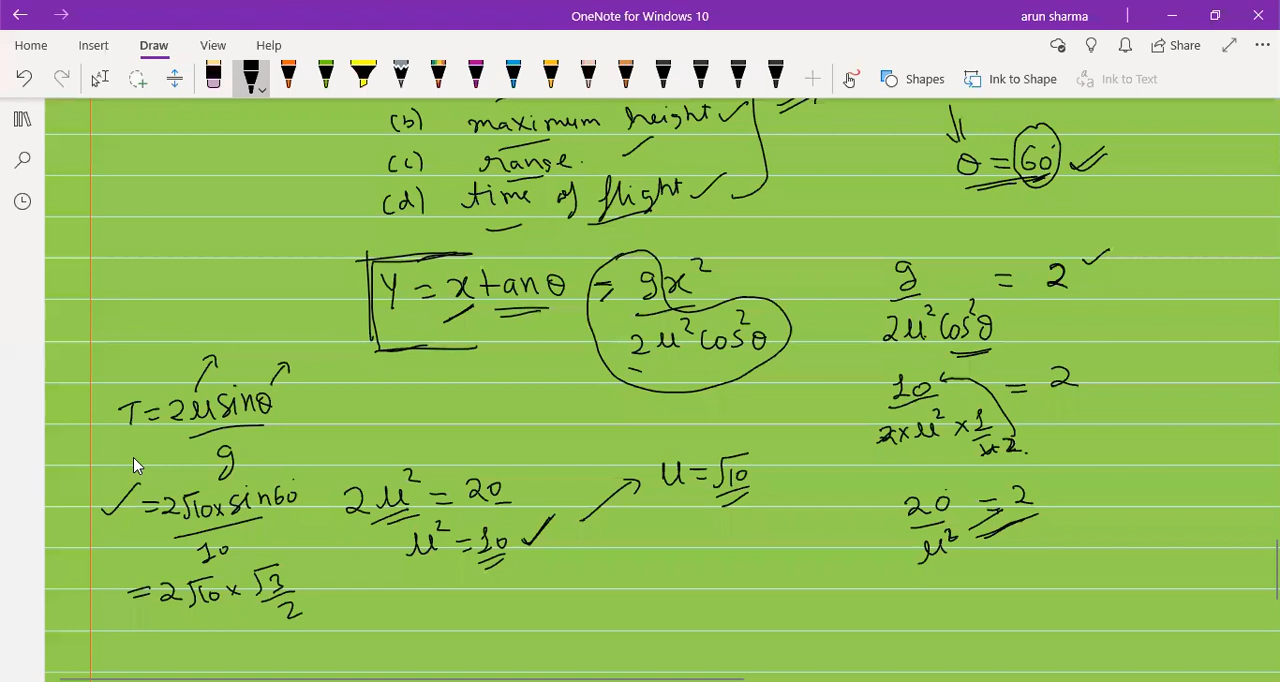 OneNote for Windows 10
arun sharma
Home Insert Draw View Help
Share
Shapes Ink to Shape Ink to Text
(b) maximum height ✓
(c) range.
(d) time of flight ✓
θ = 60° ✓
Y = x tanθ - gx²/2u²cos²θ
g/2u²cos²θ = 2 ✓
T = 2u sinθ/g
10/2×u²×1/4 2 = 2
✓ = 2√10×sin60/10
2u² = 20
u² = 10 ✓
u = √10
20/u² = 2
= 2√10 × √3/2